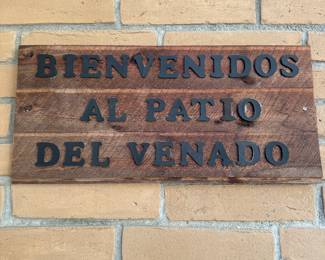 BIENVENIDOS
AL PATIO
DEL VENADO